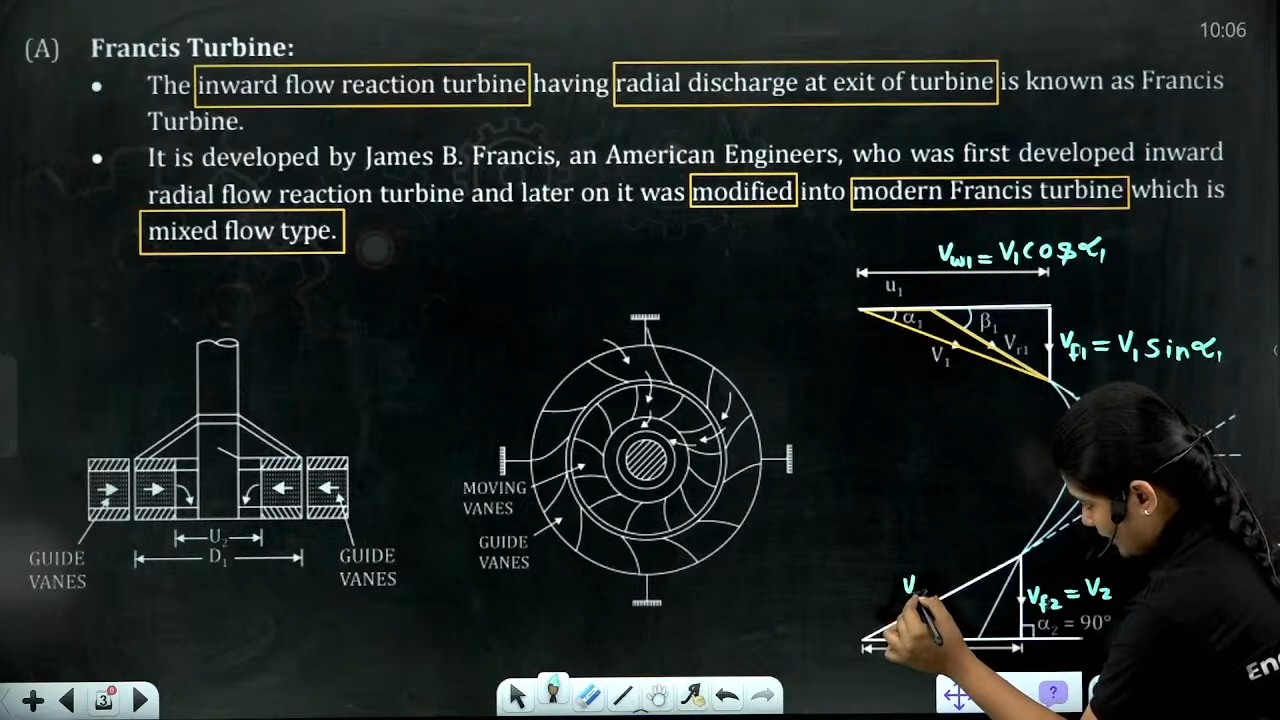 10:06
(A) Francis Turbine:
• The inward flow reaction turbine having radial discharge at exit of turbine is known as Francis
Turbine.
• It is developed by James B. Francis, an American Engineers, who was first developed inward
radial flow reaction turbine and later on it was modified into modern Francis turbine which is
mixed flow type.
Vw1 = V1 cos α1
u1
α1
β1
V1
Vr1
Vf1 = V1 sin α1
MOVING
VANES
GUIDE
VANES
U2
D1
GUIDE
VANES
GUIDE
VANES
V
Vf2 = V2
α2 = 90°
3